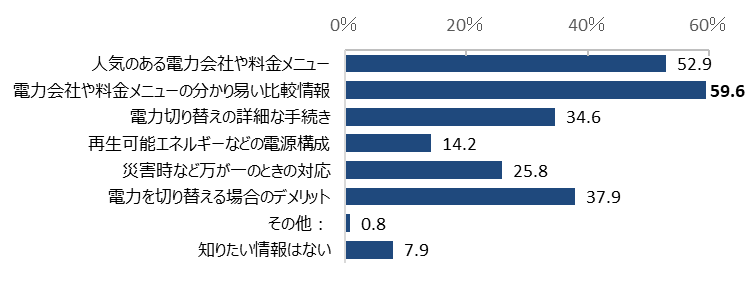 0% 20% 40% 60%
人気のある電力会社や料金メニュー 52.9
電力会社や料金メニューの分かり易い比較情報 59.6
電力切り替えの詳細な手続き 34.6
再生可能エネルギーなどの電源構成 14.2
災害時など万が一のときの対応 25.8
電力を切り替える場合のデメリット 37.9
その他： 0.8
知りたい情報はない 7.9